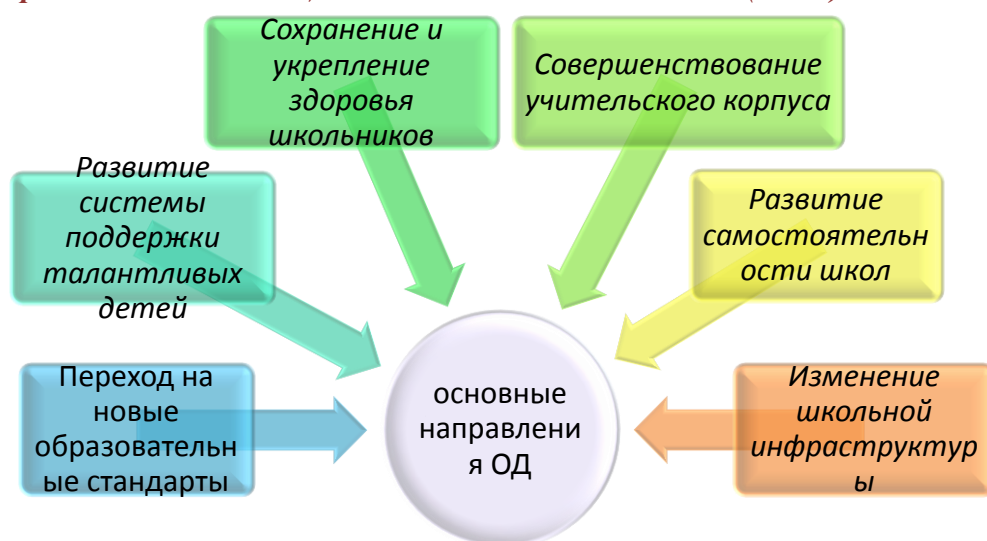 Сохранение и
укрепление
здоровья
школьников
Совершенствование
учительского корпуса
Развитие
системы
поддержки
талантливых
детей
Развитие
самостоятельн
ости школ
Переход на
новые
образовательн
ые стандарты
основные
направлени
я ОД
Изменение
школьной
инфраструктур
ы